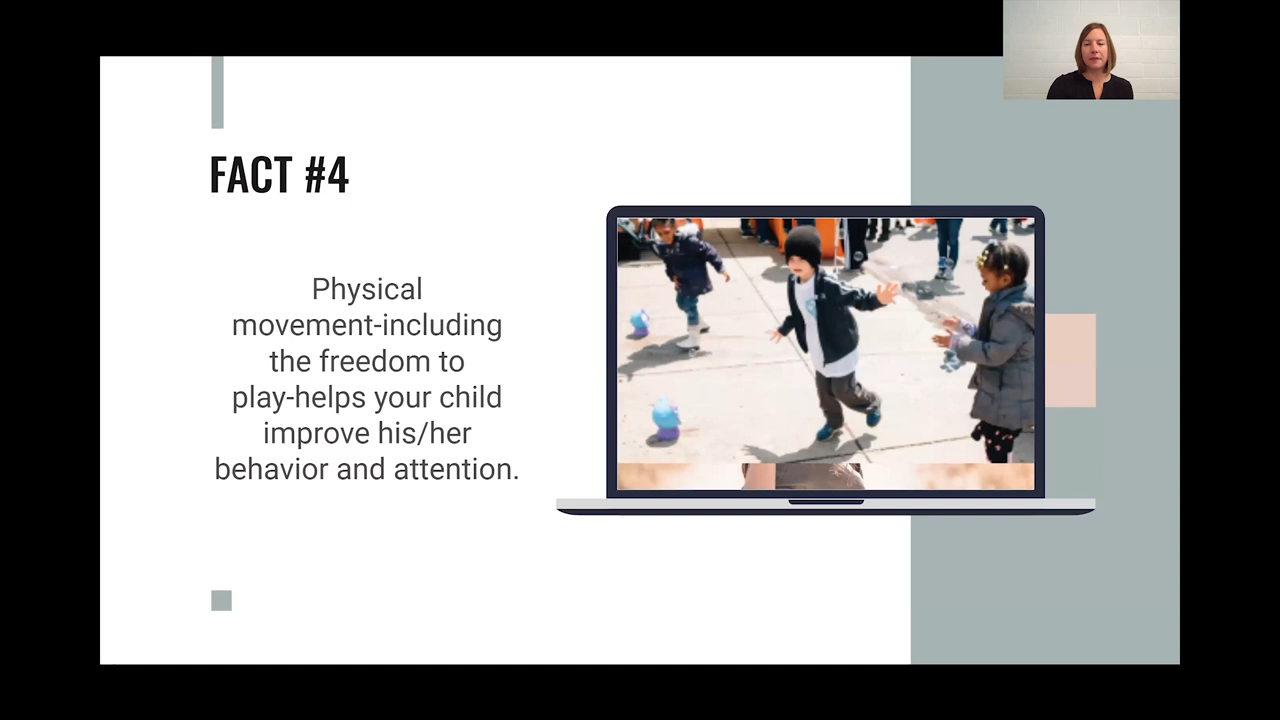 FACT #4
Physical
movement-including
the freedom to
play-helps your child
improve his/her
behavior and attention.